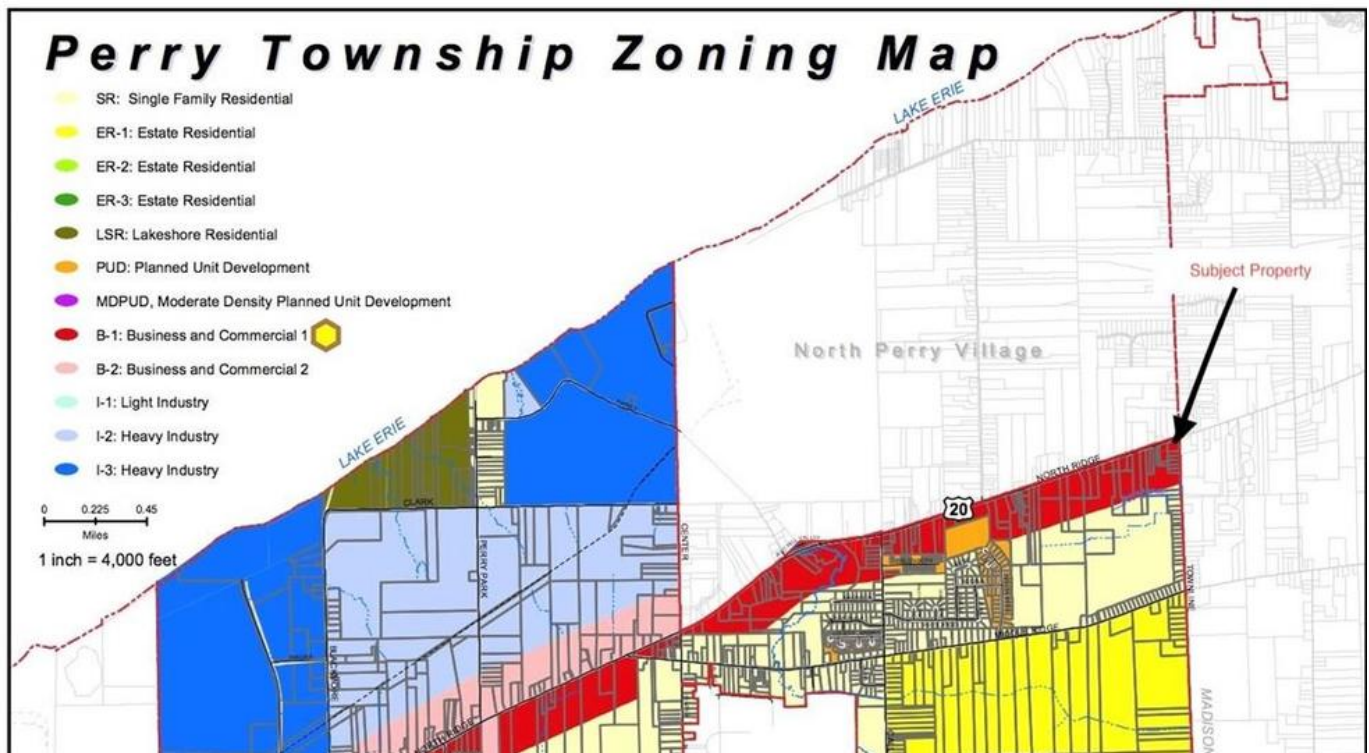 Perry Township Zoning Map
SR: Single Family Residential
ER-1: Estate Residential
ER-2: Estate Residential
ER-3: Estate Residential
LSR: Lakeshore Residential
PUD: Planned Unit Development
MDPUD, Moderate Density Planned Unit Development
B-1: Business and Commercial 1
B-2: Business and Commercial 2
I-1: Light Industry
I-2: Heavy Industry
I-3: Heavy Industry
0 0.225 0.45
Miles
1 inch = 4,000 feet
LAKE ERIE
LAKE ERIE
Subject Property
North Perry Village
NORTH RIDGE
20
CLARK
PERRY PARK
CENTER
TOWNLINE
MADISON